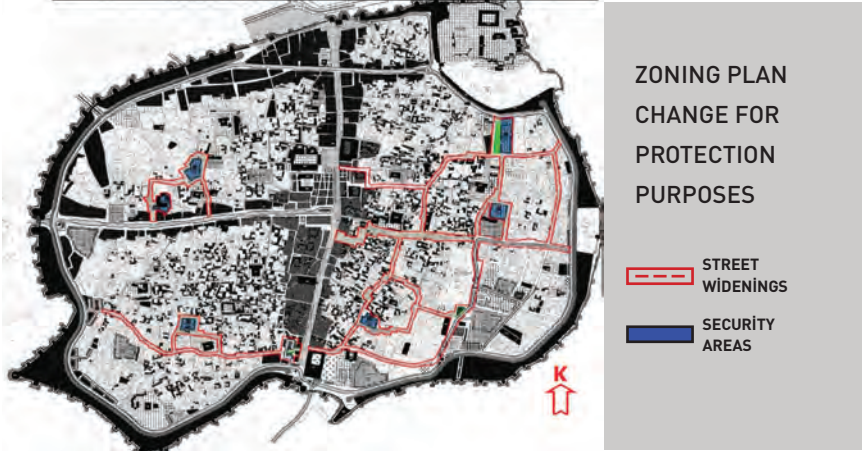 ZONING PLAN
CHANGE FOR
PROTECTION
PURPOSES
STREET
WİDENİNGS
SECURİTY
AREAS
K